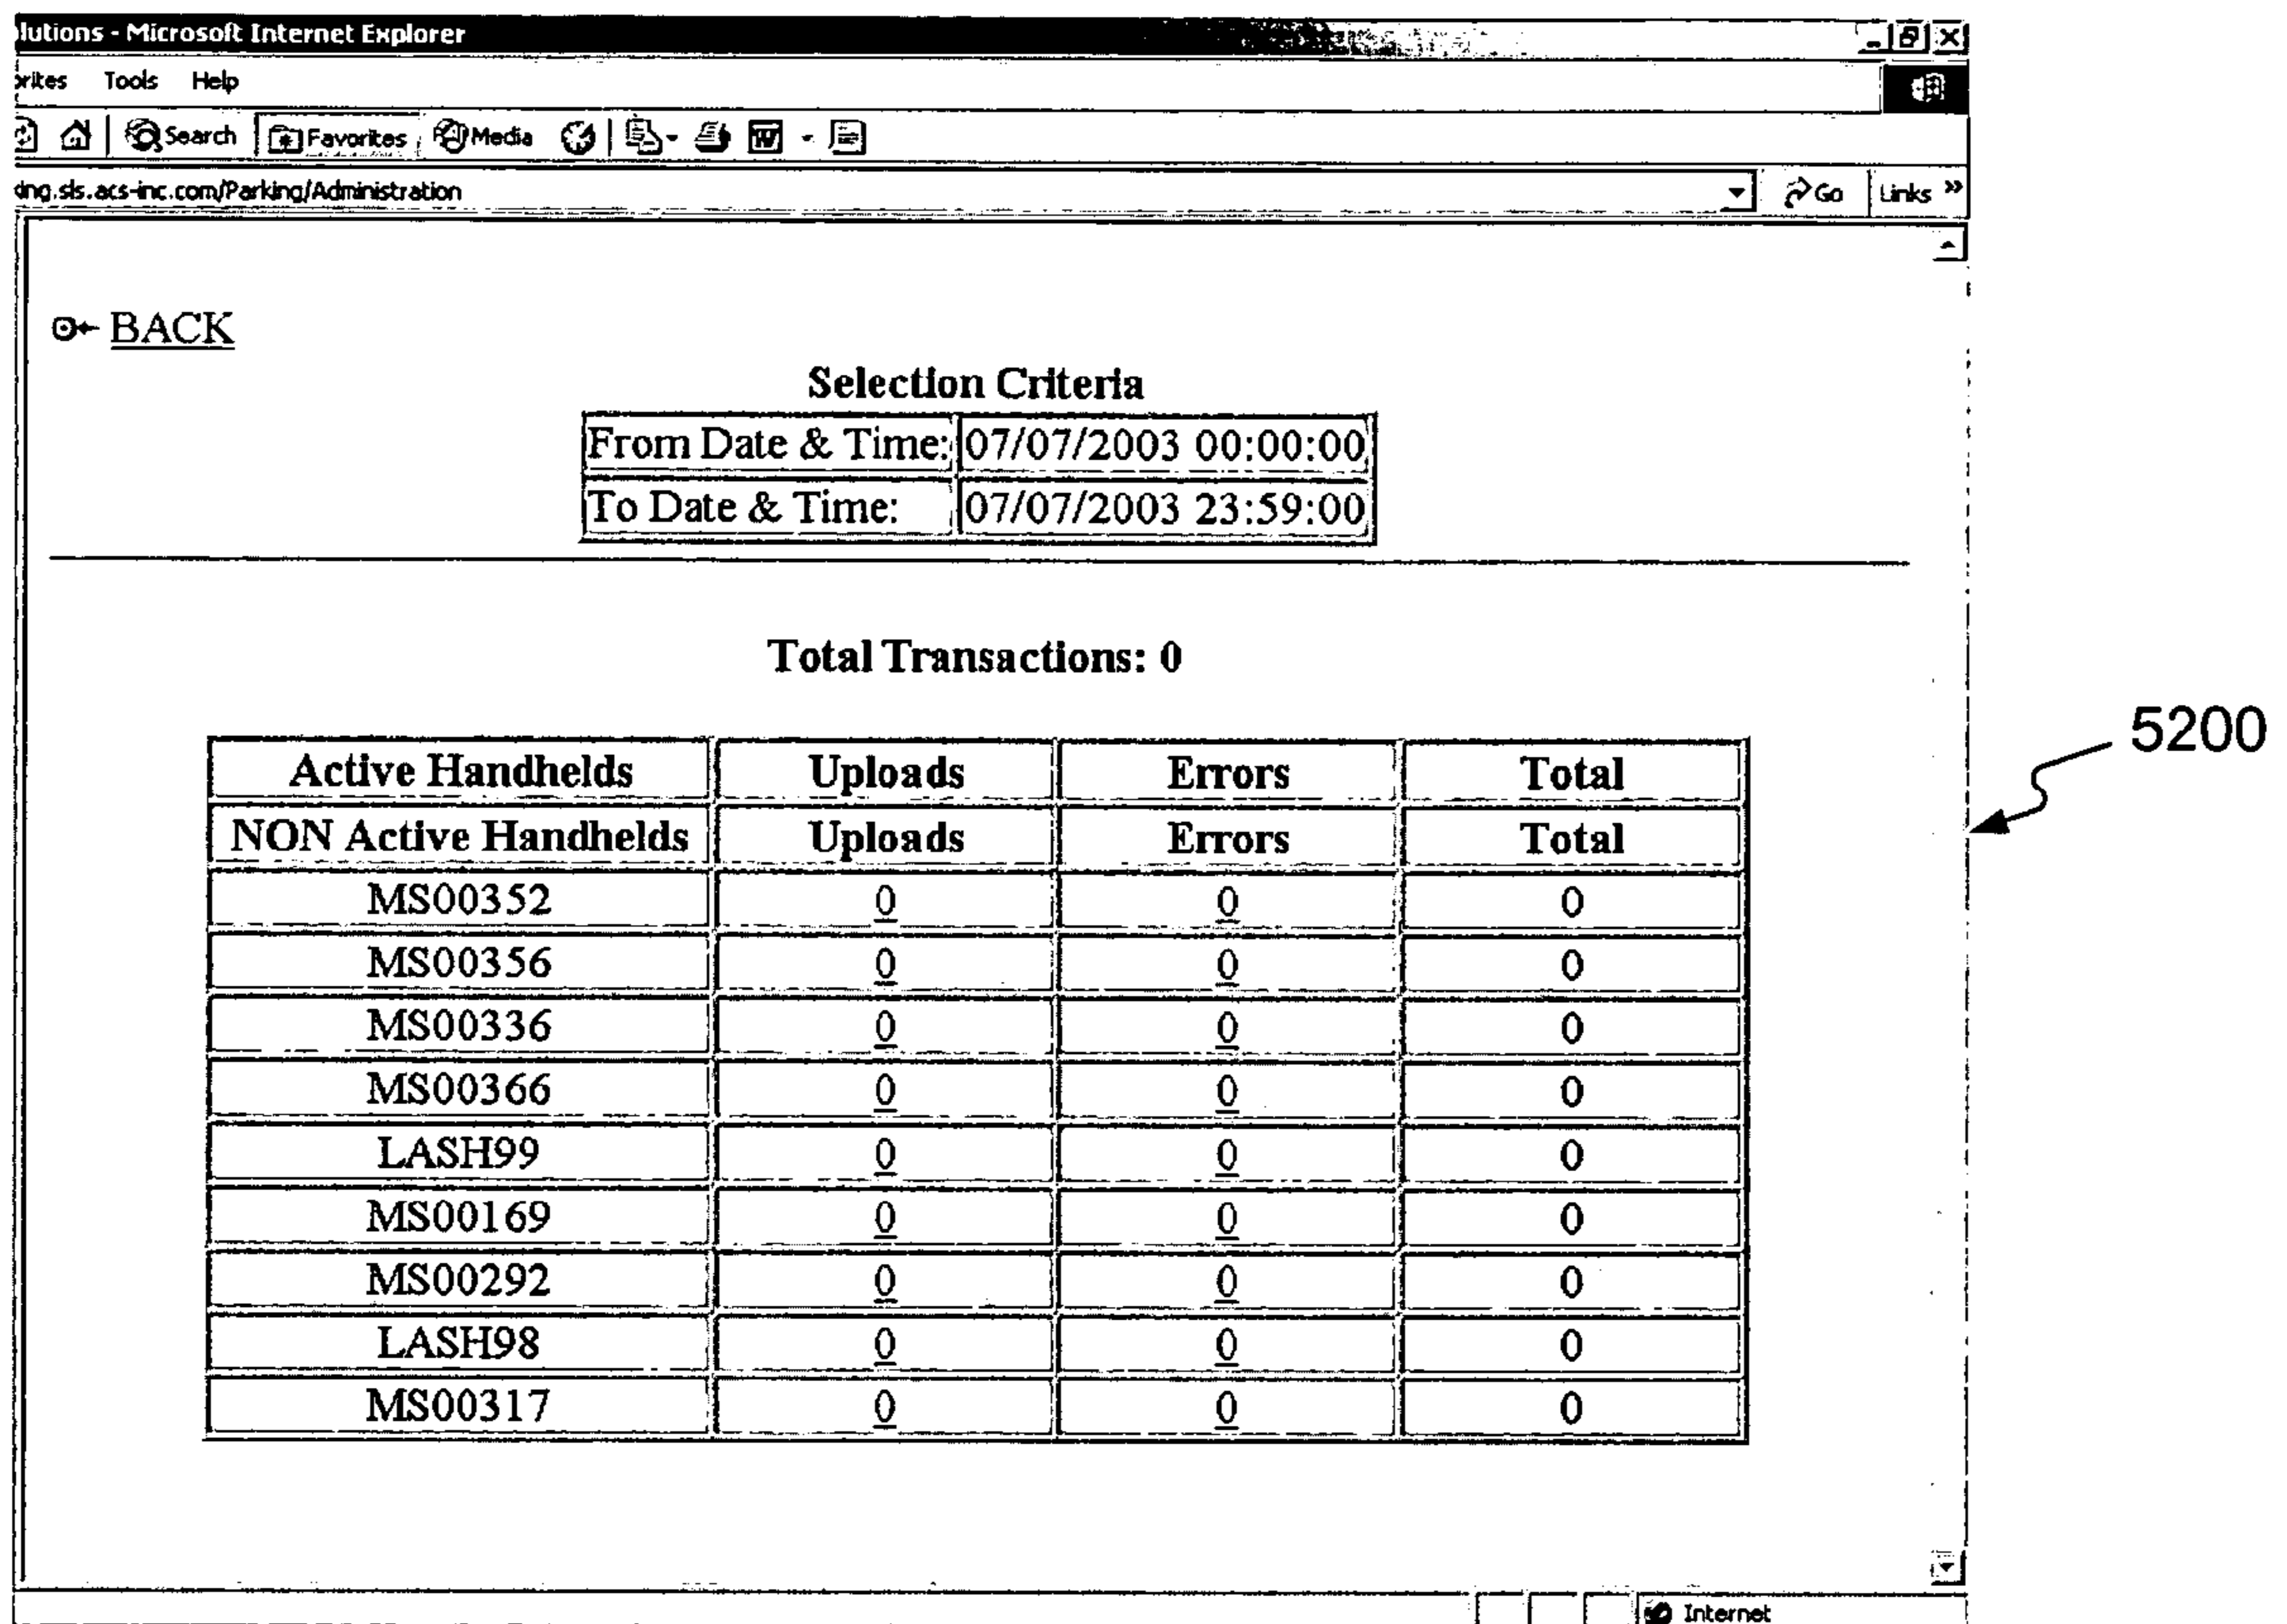 lutions - Microsoft Internet Explorer
rites Tools Help
Search Favorites Media
.sls.acs-inc.com/Parking/Administration Go Links »
BACK
Selection Criteria
From Date & Time: 07/07/2003 00:00:00
To Date & Time: 07/07/2003 23:59:00
Total Transactions: 0
5200
Active Handhelds Uploads Errors Total
NON Active Handhelds Uploads Errors Total
MS00352 0 0 0
MS00356 0 0 0
MS00336 0 0 0
MS00366 0 0 0
LASH99 0 0 0
MS00169 0 0 0
MS00292 0 0 0
LASH98 0 0 0
MS00317 0 0 0
Internet